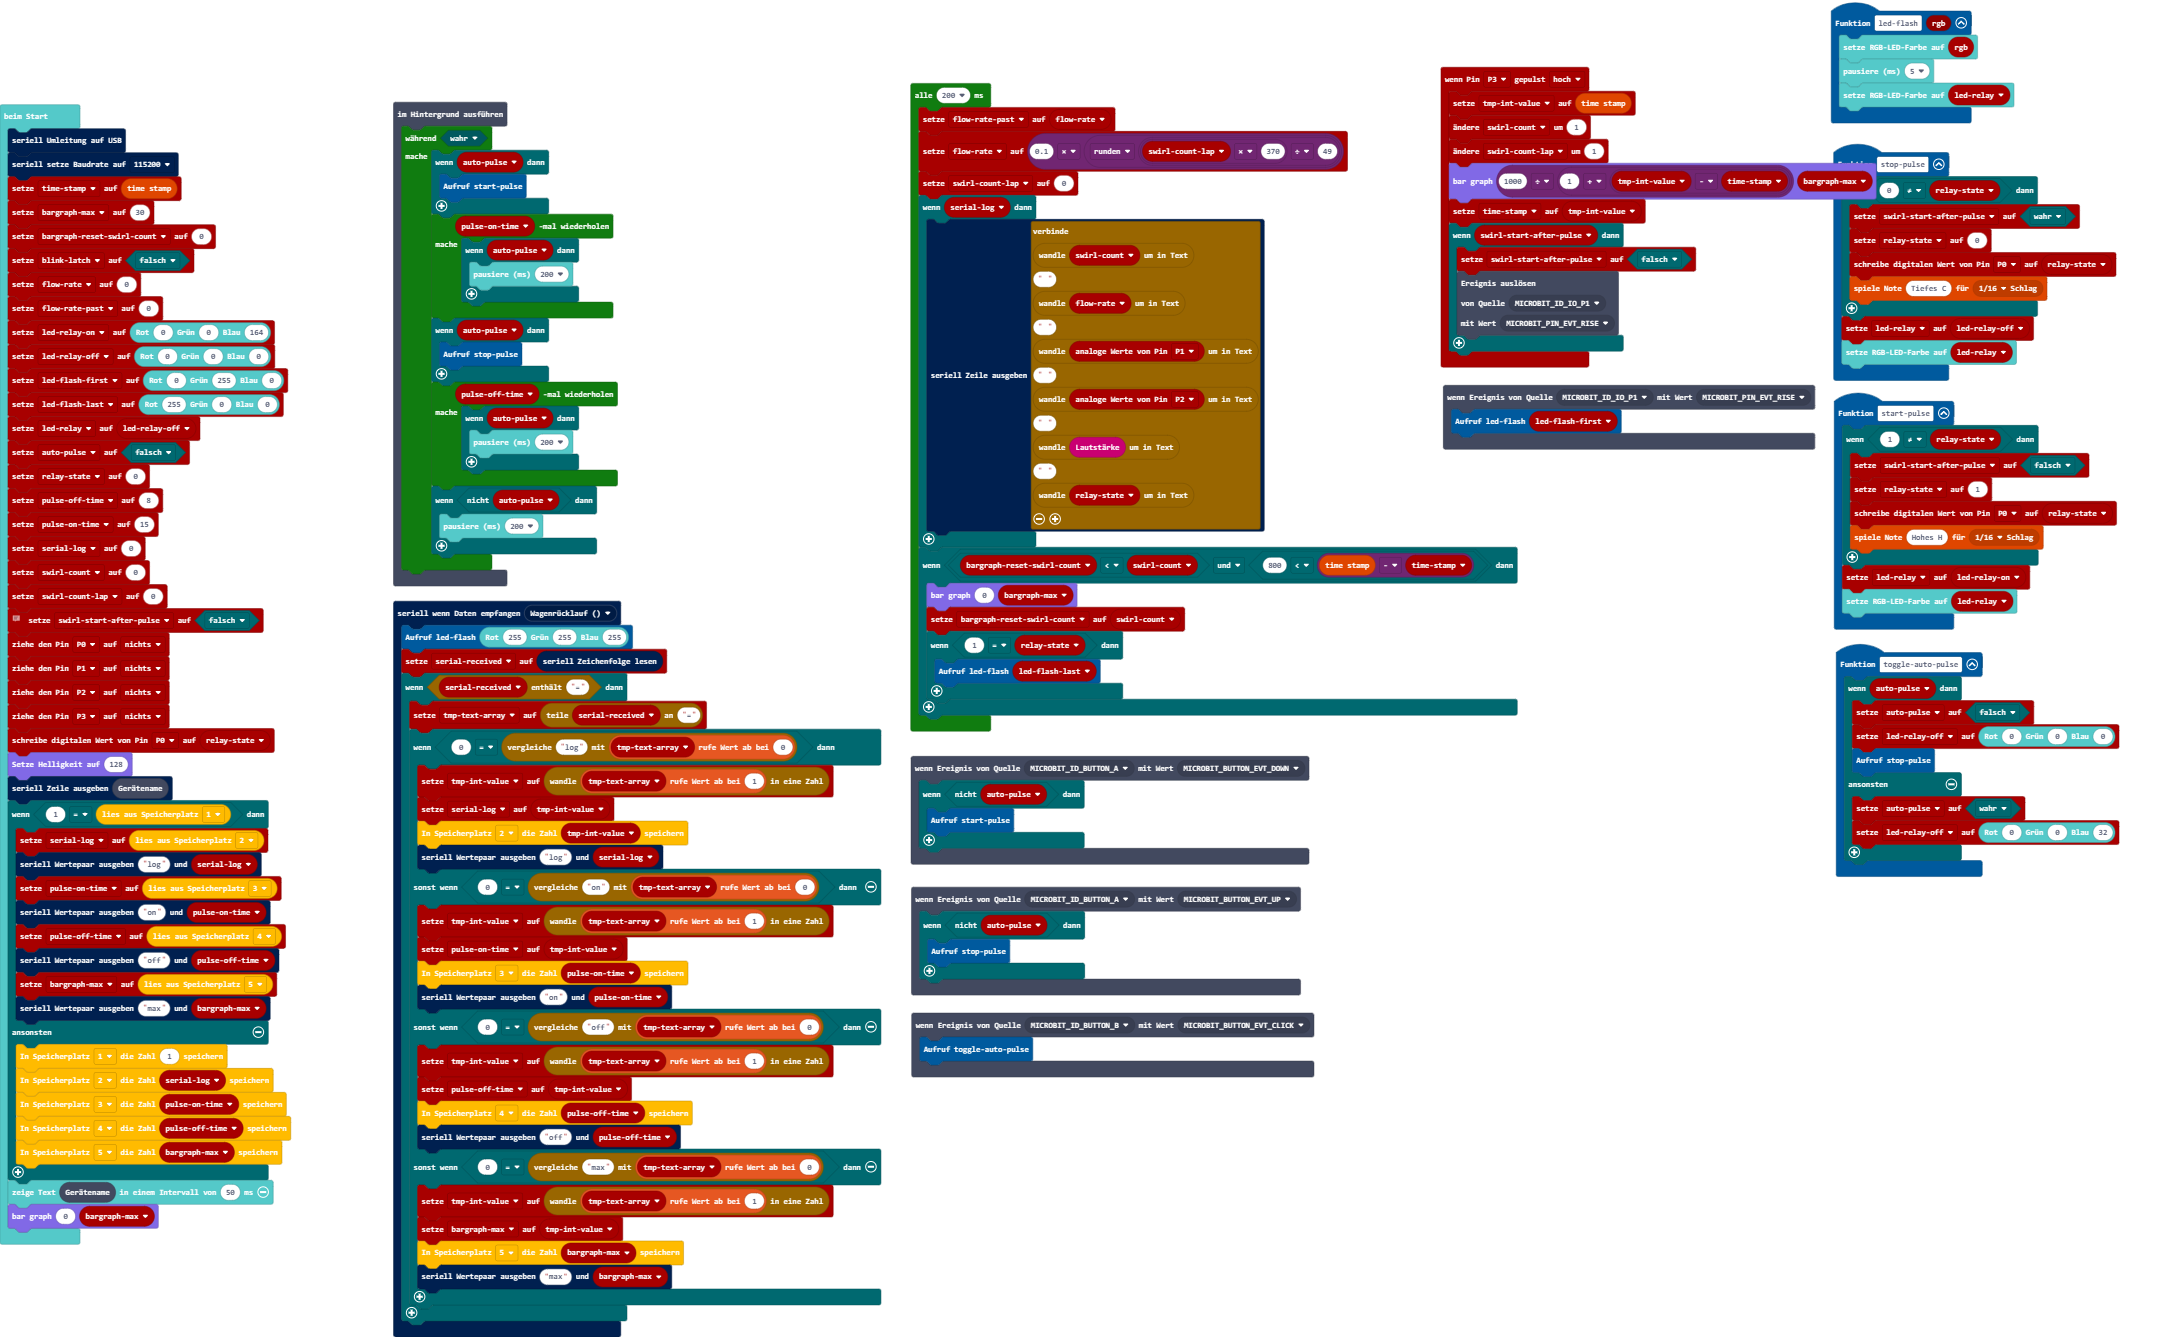 beim Start
seriell Umleitung auf USB
seriell setze Baudrate auf 115200
setze time-stamp auf time stamp
setze bargraph-max auf 30
setze bargraph-reset-swirl-count auf 0
setze blink-latch auf falsch
setze flow-rate auf 0
setze flow-rate-past auf 0
setze led-relay-on auf Rot 0 Grün 0 Blau 164
setze led-relay-off auf Rot 0 Grün 0 Blau 0
setze led-flash-first auf Rot 0 Grün 255 Blau 0
setze led-flash-last auf Rot 255 Grün 0 Blau 0
setze led-relay auf led-relay-off
setze auto-pulse auf falsch
setze relay-state auf 0
setze pulse-off-time auf 8
setze pulse-on-time auf 15
setze serial-log auf 0
setze swirl-count auf 0
setze swirl-count-lap auf 0
setze swirl-start-after-pulse auf falsch
ziehe den Pin P0 auf nichts
ziehe den Pin P1 auf nichts
ziehe den Pin P2 auf nichts
ziehe den Pin P3 auf nichts
schreibe digitalen Wert von Pin P0 auf relay-state
Setze Helligkeit auf 128
seriell Zeile ausgeben Gerätename
wenn 1 = lies aus Speicherplatz 1 dann
setze serial-log auf lies aus Speicherplatz 2
seriell Wertepaar ausgeben "log" und serial-log
setze pulse-on-time auf lies aus Speicherplatz 3
seriell Wertepaar ausgeben "on" und pulse-on-time
setze pulse-off-time auf lies aus Speicherplatz 4
seriell Wertepaar ausgeben "off" und pulse-off-time
setze bargraph-max auf lies aus Speicherplatz 5
seriell Wertepaar ausgeben "max" und bargraph-max
ansonsten
In Speicherplatz 1 die Zahl 1 speichern
In Speicherplatz 2 die Zahl serial-log speichern
In Speicherplatz 3 die Zahl pulse-on-time speichern
In Speicherplatz 4 die Zahl pulse-off-time speichern
In Speicherplatz 5 die Zahl bargraph-max speichern
zeige Text Gerätename in einem Intervall von 50 ms
bar graph 0 bargraph-max
im Hintergrund ausführen
während wahr
mache
wenn auto-pulse dann
Aufruf start-pulse
pulse-on-time -mal wiederholen
mache
wenn auto-pulse dann
pausiere (ms) 200
wenn auto-pulse dann
Aufruf stop-pulse
pulse-off-time -mal wiederholen
mache
wenn auto-pulse dann
pausiere (ms) 200
wenn nicht auto-pulse dann
pausiere (ms) 200
seriell wenn Daten empfangen Wagenrücklauf ()
Aufruf led-flash Rot 255 Grün 255 Blau 255
setze serial-received auf seriell Zeichenfolge lesen
wenn serial-received enthält "=" dann
setze tmp-text-array auf teile serial-received an "="
wenn 0 = vergleiche "log" mit tmp-text-array rufe Wert ab bei 0 dann
setze tmp-int-value auf wandle tmp-text-array rufe Wert ab bei 1 in eine Zahl
setze serial-log auf tmp-int-value
In Speicherplatz 2 die Zahl tmp-int-value speichern
seriell Wertepaar ausgeben "log" und serial-log
sonst wenn 0 = vergleiche "on" mit tmp-text-array rufe Wert ab bei 0 dann
setze tmp-int-value auf wandle tmp-text-array rufe Wert ab bei 1 in eine Zahl
setze pulse-on-time auf tmp-int-value
In Speicherplatz 3 die Zahl pulse-on-time speichern
seriell Wertepaar ausgeben "on" und pulse-on-time
sonst wenn 0 = vergleiche "off" mit tmp-text-array rufe Wert ab bei 0 dann
setze tmp-int-value auf wandle tmp-text-array rufe Wert ab bei 1 in eine Zahl
setze pulse-off-time auf tmp-int-value
In Speicherplatz 4 die Zahl pulse-off-time speichern
seriell Wertepaar ausgeben "off" und pulse-off-time
sonst wenn 0 = vergleiche "max" mit tmp-text-array rufe Wert ab bei 0 dann
setze tmp-int-value auf wandle tmp-text-array rufe Wert ab bei 1 in eine Zahl
setze bargraph-max auf tmp-int-value
In Speicherplatz 5 die Zahl bargraph-max speichern
seriell Wertepaar ausgeben "max" und bargraph-max
alle 200 ms
setze flow-rate-past auf flow-rate
setze flow-rate auf 0.1 × runden swirl-count-lap × 370 ÷ 49
setze swirl-count-lap auf 0
wenn serial-log dann
seriell Zeile ausgeben
verbinde
wandle swirl-count um in Text
" "
wandle flow-rate um in Text
" "
wandle analoge Werte von Pin P1 um in Text
" "
wandle analoge Werte von Pin P2 um in Text
" "
wandle Lautstärke um in Text
" "
wandle relay-state um in Text
wenn bargraph-reset-swirl-count < swirl-count und 800 < time stamp - time-stamp dann
bar graph 0 bargraph-max
setze bargraph-reset-swirl-count auf swirl-count
wenn 1 = relay-state dann
Aufruf led-flash led-flash-last
wenn Ereignis von Quelle MICROBIT_ID_BUTTON_A mit Wert MICROBIT_BUTTON_EVT_DOWN
wenn nicht auto-pulse dann
Aufruf start-pulse
wenn Ereignis von Quelle MICROBIT_ID_BUTTON_A mit Wert MICROBIT_BUTTON_EVT_UP
wenn nicht auto-pulse dann
Aufruf stop-pulse
wenn Ereignis von Quelle MICROBIT_ID_BUTTON_B mit Wert MICROBIT_BUTTON_EVT_CLICK
Aufruf toggle-auto-pulse
wenn Pin P3 gepulst hoch
setze tmp-int-value auf time stamp
ändere swirl-count um 1
ändere swirl-count-lap um 1
bar graph 1000 ÷ 1 + tmp-int-value - time-stamp bargraph-max
setze time-stamp auf tmp-int-value
wenn swirl-start-after-pulse dann
setze swirl-start-after-pulse auf falsch
Ereignis auslösen
von Quelle MICROBIT_ID_IO_P1
mit Wert MICROBIT_PIN_EVT_RISE
wenn Ereignis von Quelle MICROBIT_ID_IO_P1 mit Wert MICROBIT_PIN_EVT_RISE
Aufruf led-flash led-flash-first
Funktion led-flash rgb
setze RGB-LED-Farbe auf rgb
pausiere (ms) 5
setze RGB-LED-Farbe auf led-relay
stop-pulse
0 ≠ relay-state dann
setze swirl-start-after-pulse auf wahr
setze relay-state auf 0
schreibe digitalen Wert von Pin P0 auf relay-state
spiele Note Tiefes C für 1/16 Schlag
setze led-relay auf led-relay-off
setze RGB-LED-Farbe auf led-relay
Funktion start-pulse
wenn 1 ≠ relay-state dann
setze swirl-start-after-pulse auf falsch
setze relay-state auf 1
schreibe digitalen Wert von Pin P0 auf relay-state
spiele Note Hohes H für 1/16 Schlag
setze led-relay auf led-relay-on
setze RGB-LED-Farbe auf led-relay
Funktion toggle-auto-pulse
wenn auto-pulse dann
setze auto-pulse auf falsch
setze led-relay-off auf Rot 0 Grün 0 Blau 0
Aufruf stop-pulse
ansonsten
setze auto-pulse auf wahr
setze led-relay-off auf Rot 0 Grün 0 Blau 32